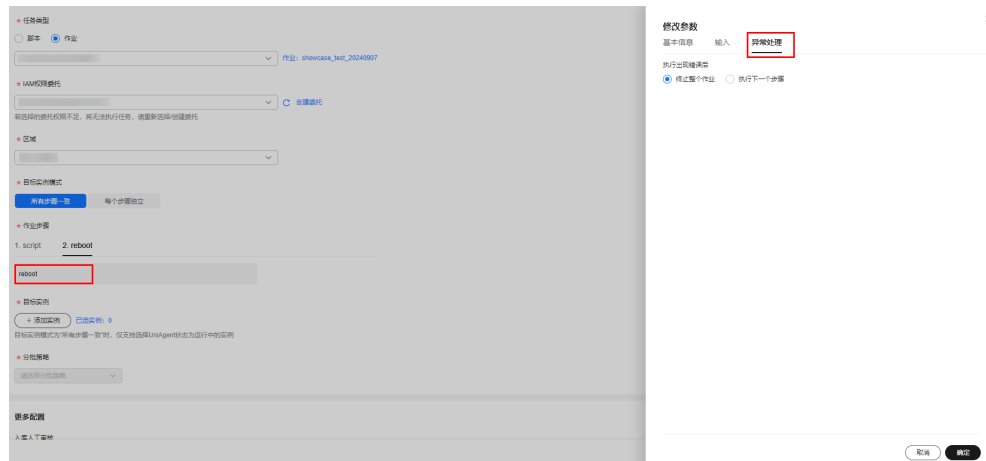 * 任务类型
脚本 作业
作业：showcase_test_20240907
* IAM权限委托
创建委托
若选择的委托权限不足，将无法执行任务，请重新选择/创建委托
* 区域
* 目标实例模式
所有步骤一致 每个步骤独立
* 作业步骤
1. script 2. reboot
reboot
* 目标实例
+ 添加实例 已选实例：0
目标实例模式为“所有步骤一致”时，仅支持选择UniAgent状态为运行中的实例
* 分批策略
请选择分批策略
更多配置
修改参数
基本信息 输入 异常处理
执行出现错误后
终止整个作业 执行下一个步骤
取消 确定